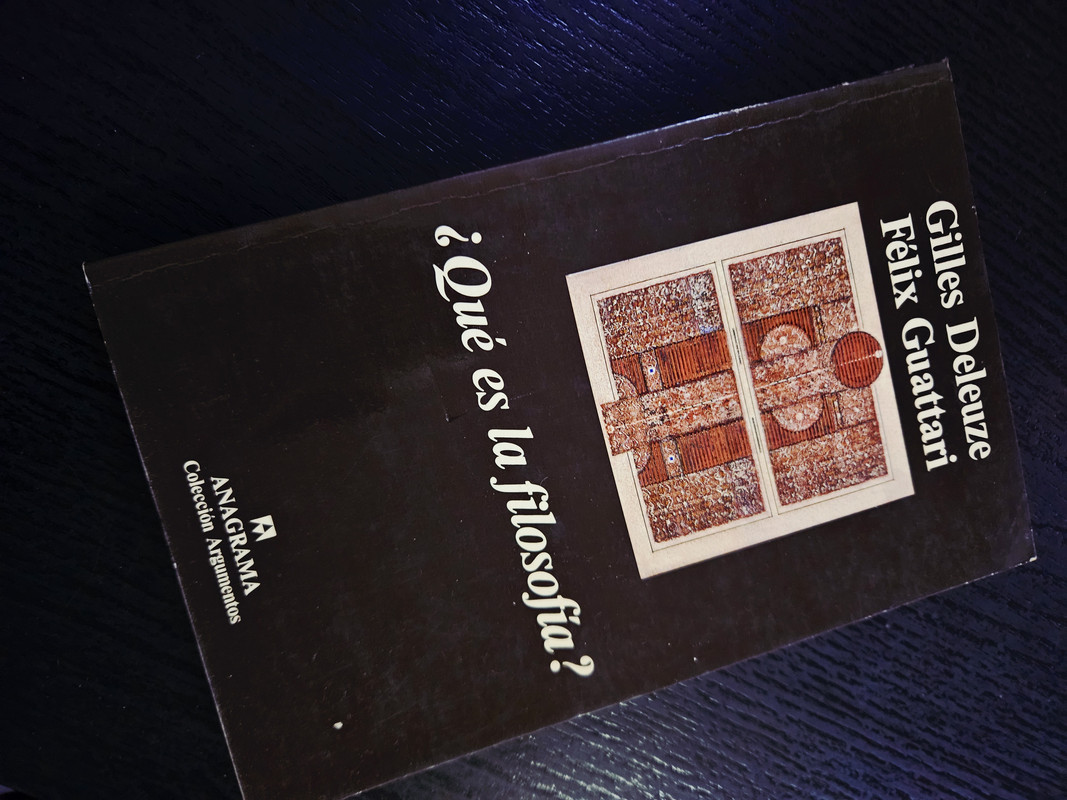 Gilles Deleuze
Félix Guattari
¿Qué es la filosofía?
ANAGRAMA
Colección Argumentos